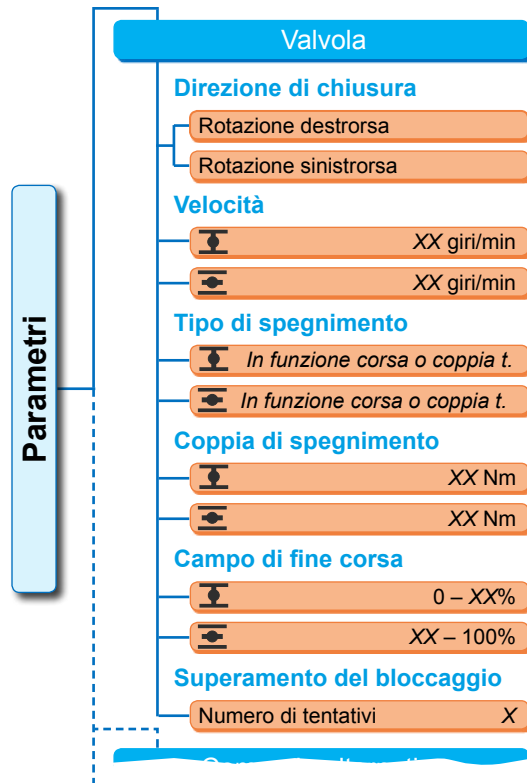 Parametri
Valvola
Direzione di chiusura
Rotazione destrorsa
Rotazione sinistrorsa
Velocità
XX giri/min
XX giri/min
Tipo di spegnimento
In funzione corsa o coppia t.
In funzione corsa o coppia t.
Coppia di spegnimento
XX Nm
XX Nm
Campo di fine corsa
0 – XX%
XX – 100%
Superamento del bloccaggio
Numero di tentativi X